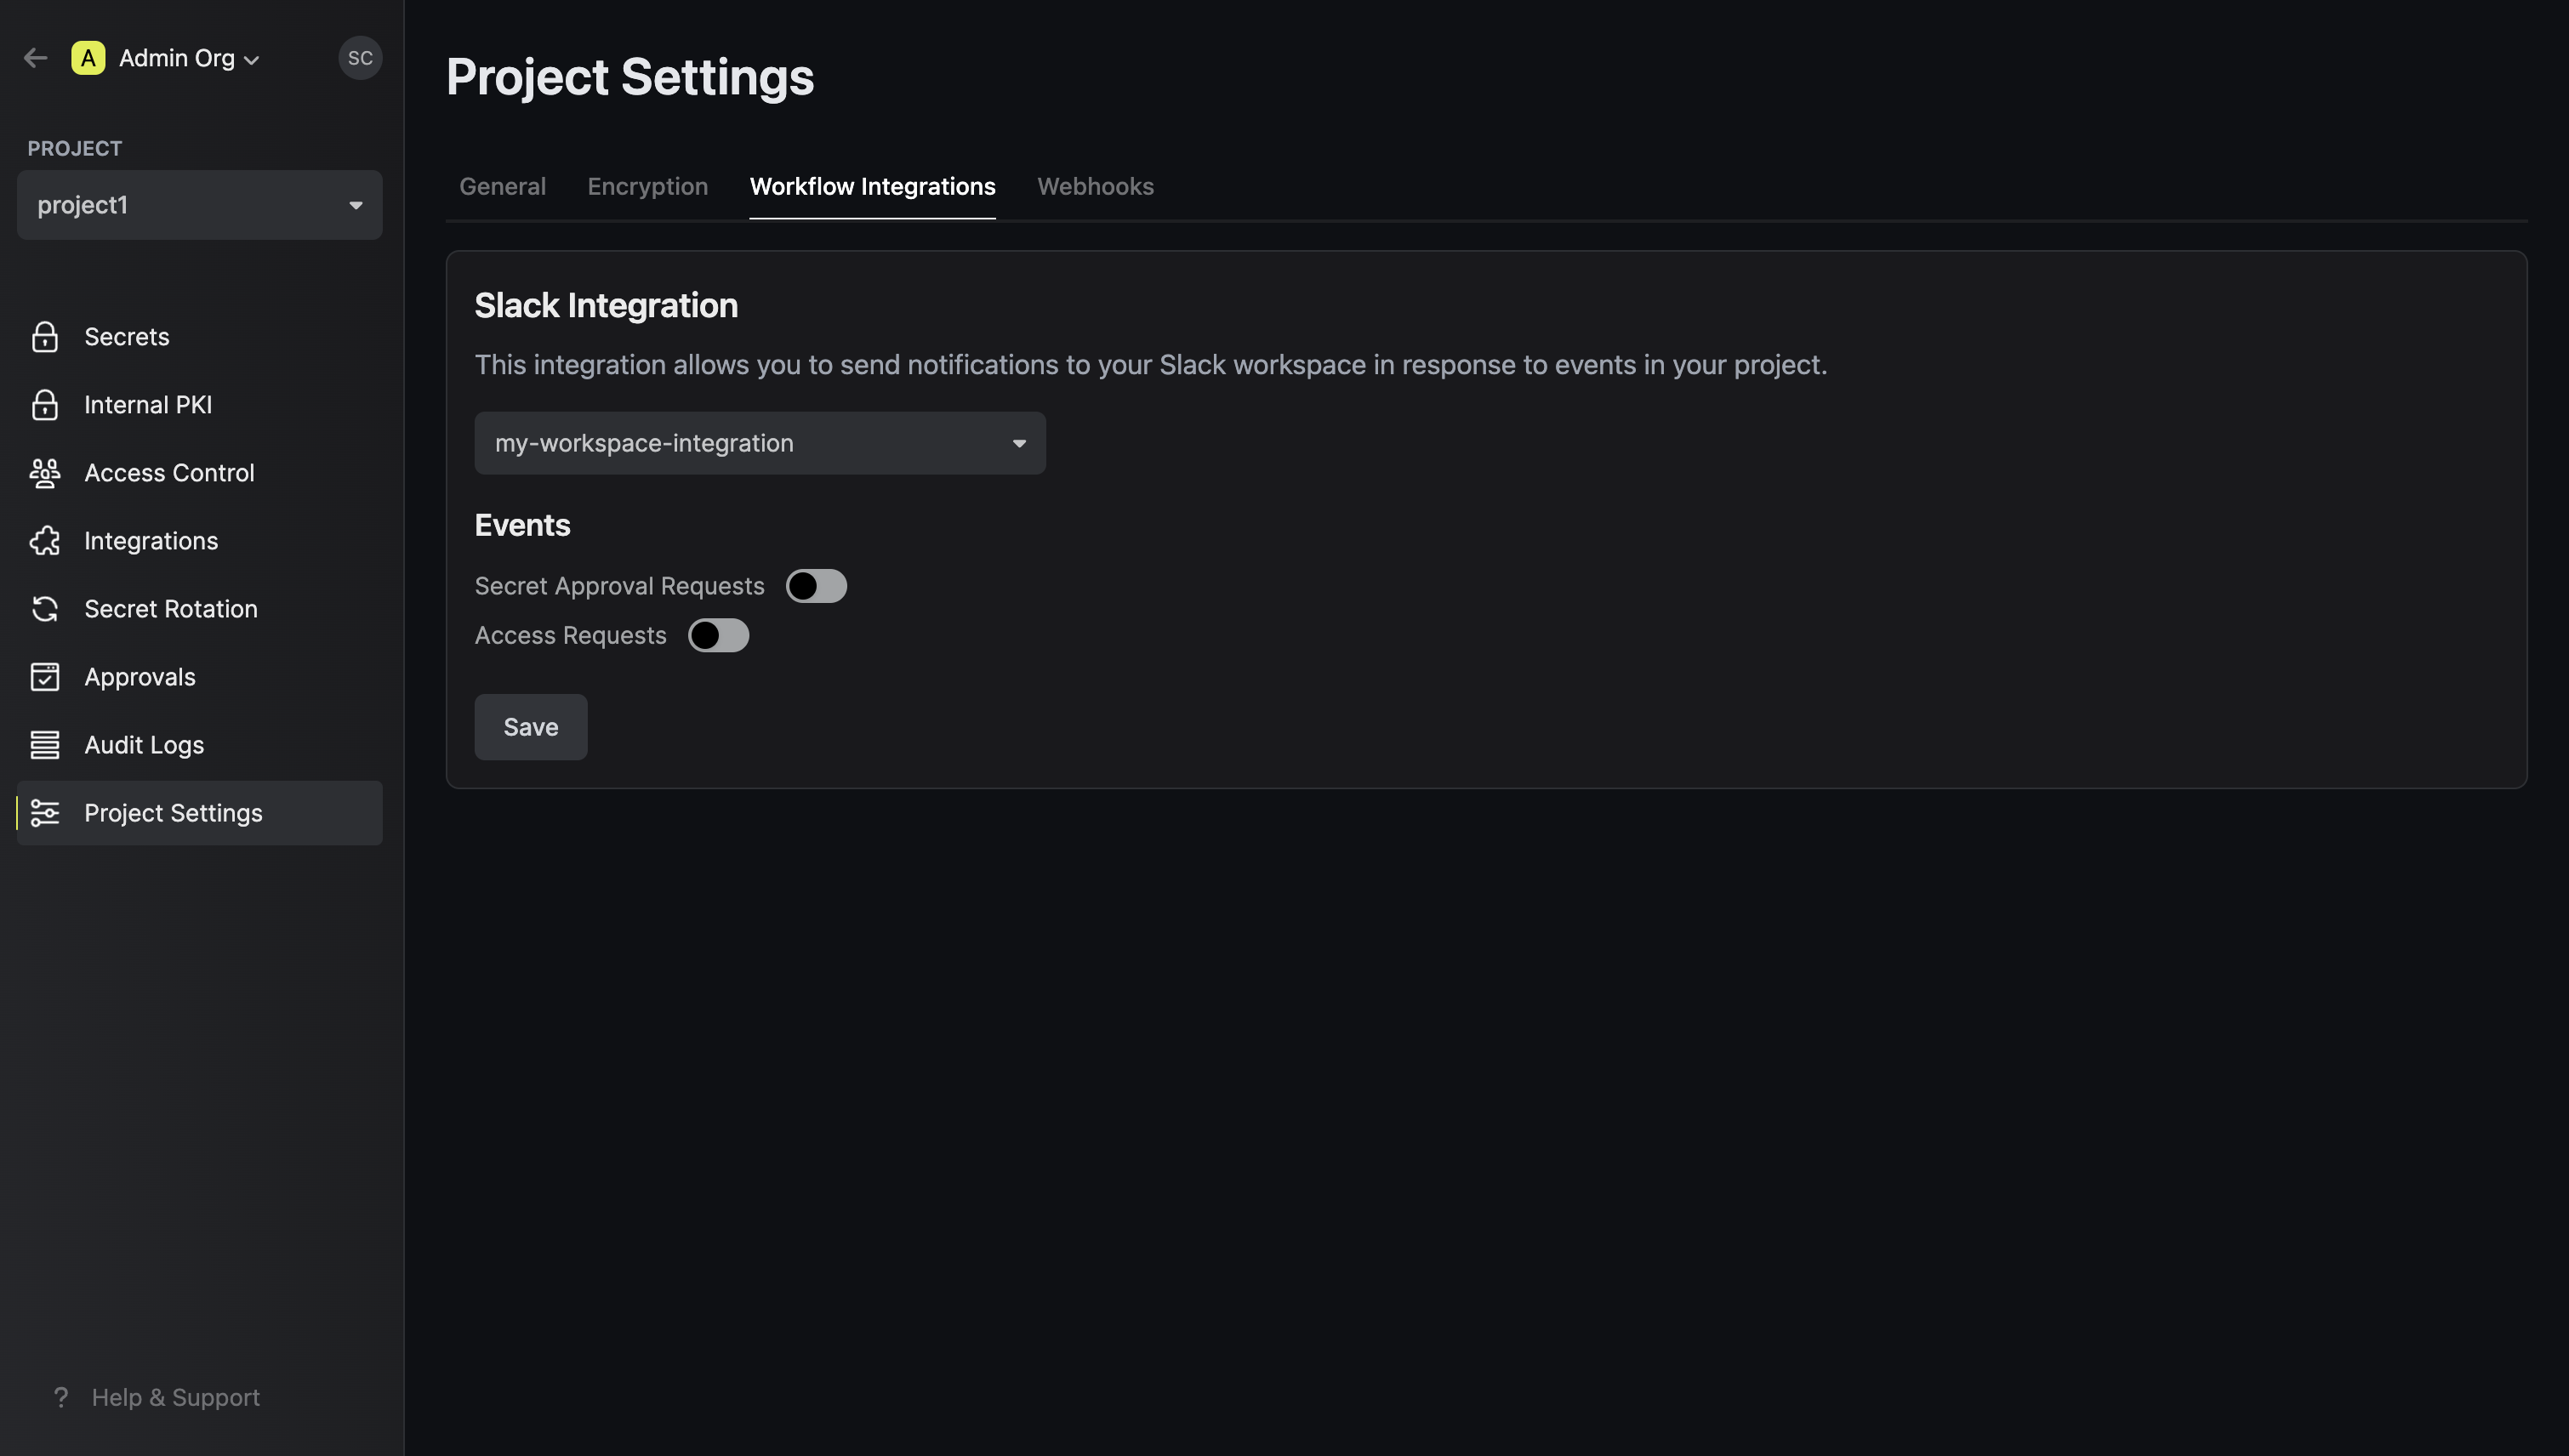 A Admin Org SC
PROJECT
project1
Secrets
Internal PKI
Access Control
Integrations
Secret Rotation
Approvals
Audit Logs
Project Settings
? Help & Support
Project Settings
General Encryption Workflow Integrations Webhooks
Slack Integration
This integration allows you to send notifications to your Slack workspace in response to events in your project.
my-workspace-integration
Events
Secret Approval Requests
Access Requests
Save